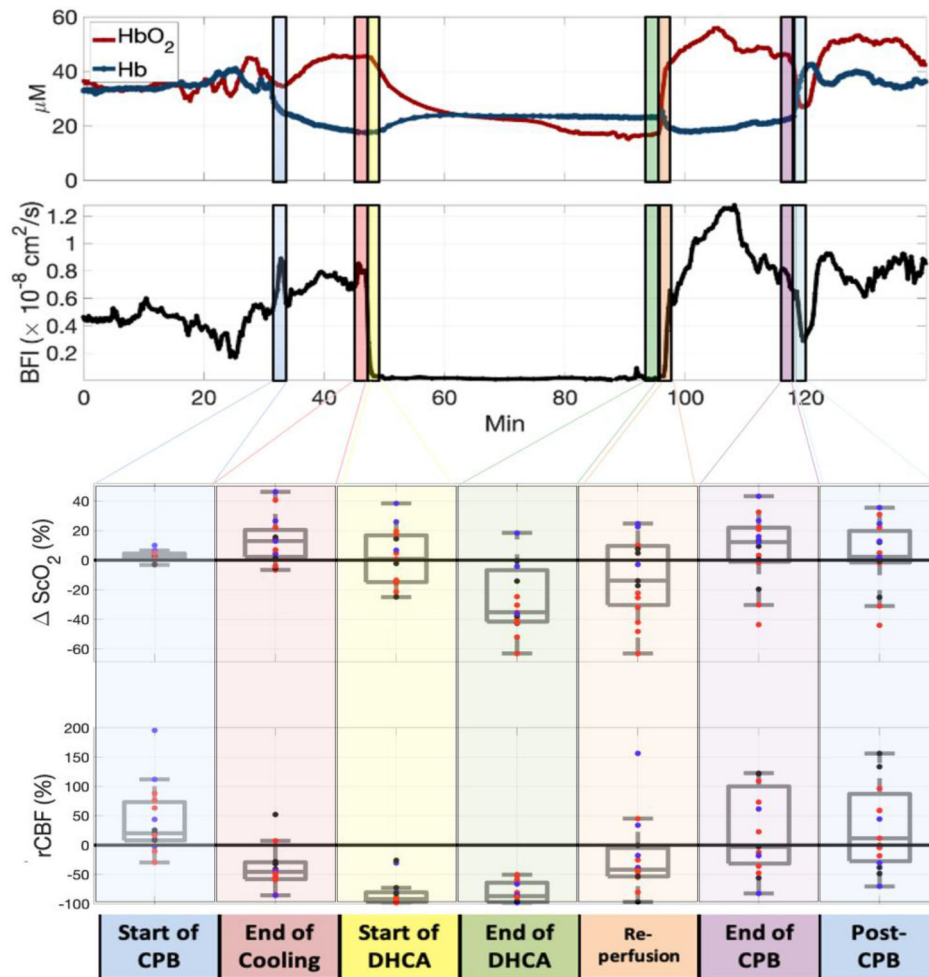 HbO2
Hb
μM
60
40
20
0
BFI (× 10-8 cm2/s)
1.2
1
0.8
0.6
0.4
0.2
0 20 40 60 80 100 120
Min
Δ ScO2 (%)
40
20
0
-20
-40
-60
rCBF (%)
200
150
100
50
0
-50
-100
Start of CPB
End of Cooling
Start of DHCA
End of DHCA
Re-perfusion
End of CPB
Post-CPB